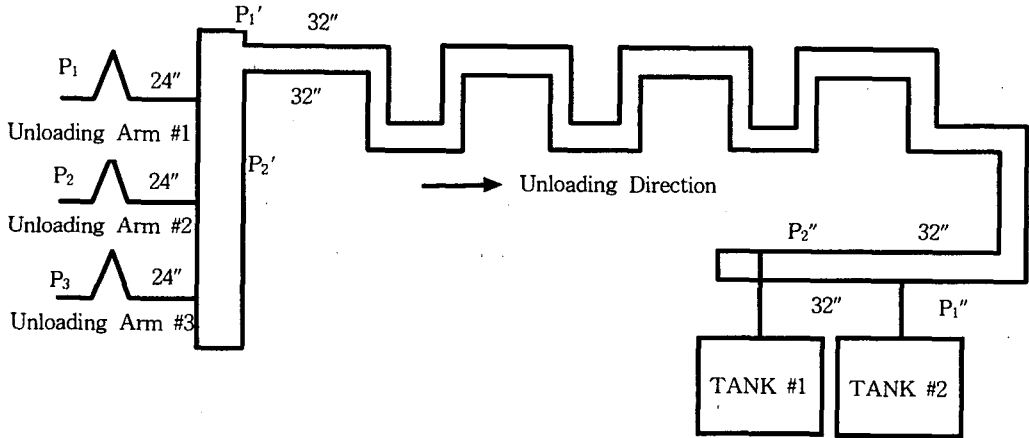 P₁′ 32″
P₁ 24″
32″
Unloading Arm #1
P₂′
P₂ 24″
Unloading Direction
Unloading Arm #2
P₂″ 32″
P₃ 24″
32″ P₁″
Unloading Arm #3
TANK #1 TANK #2